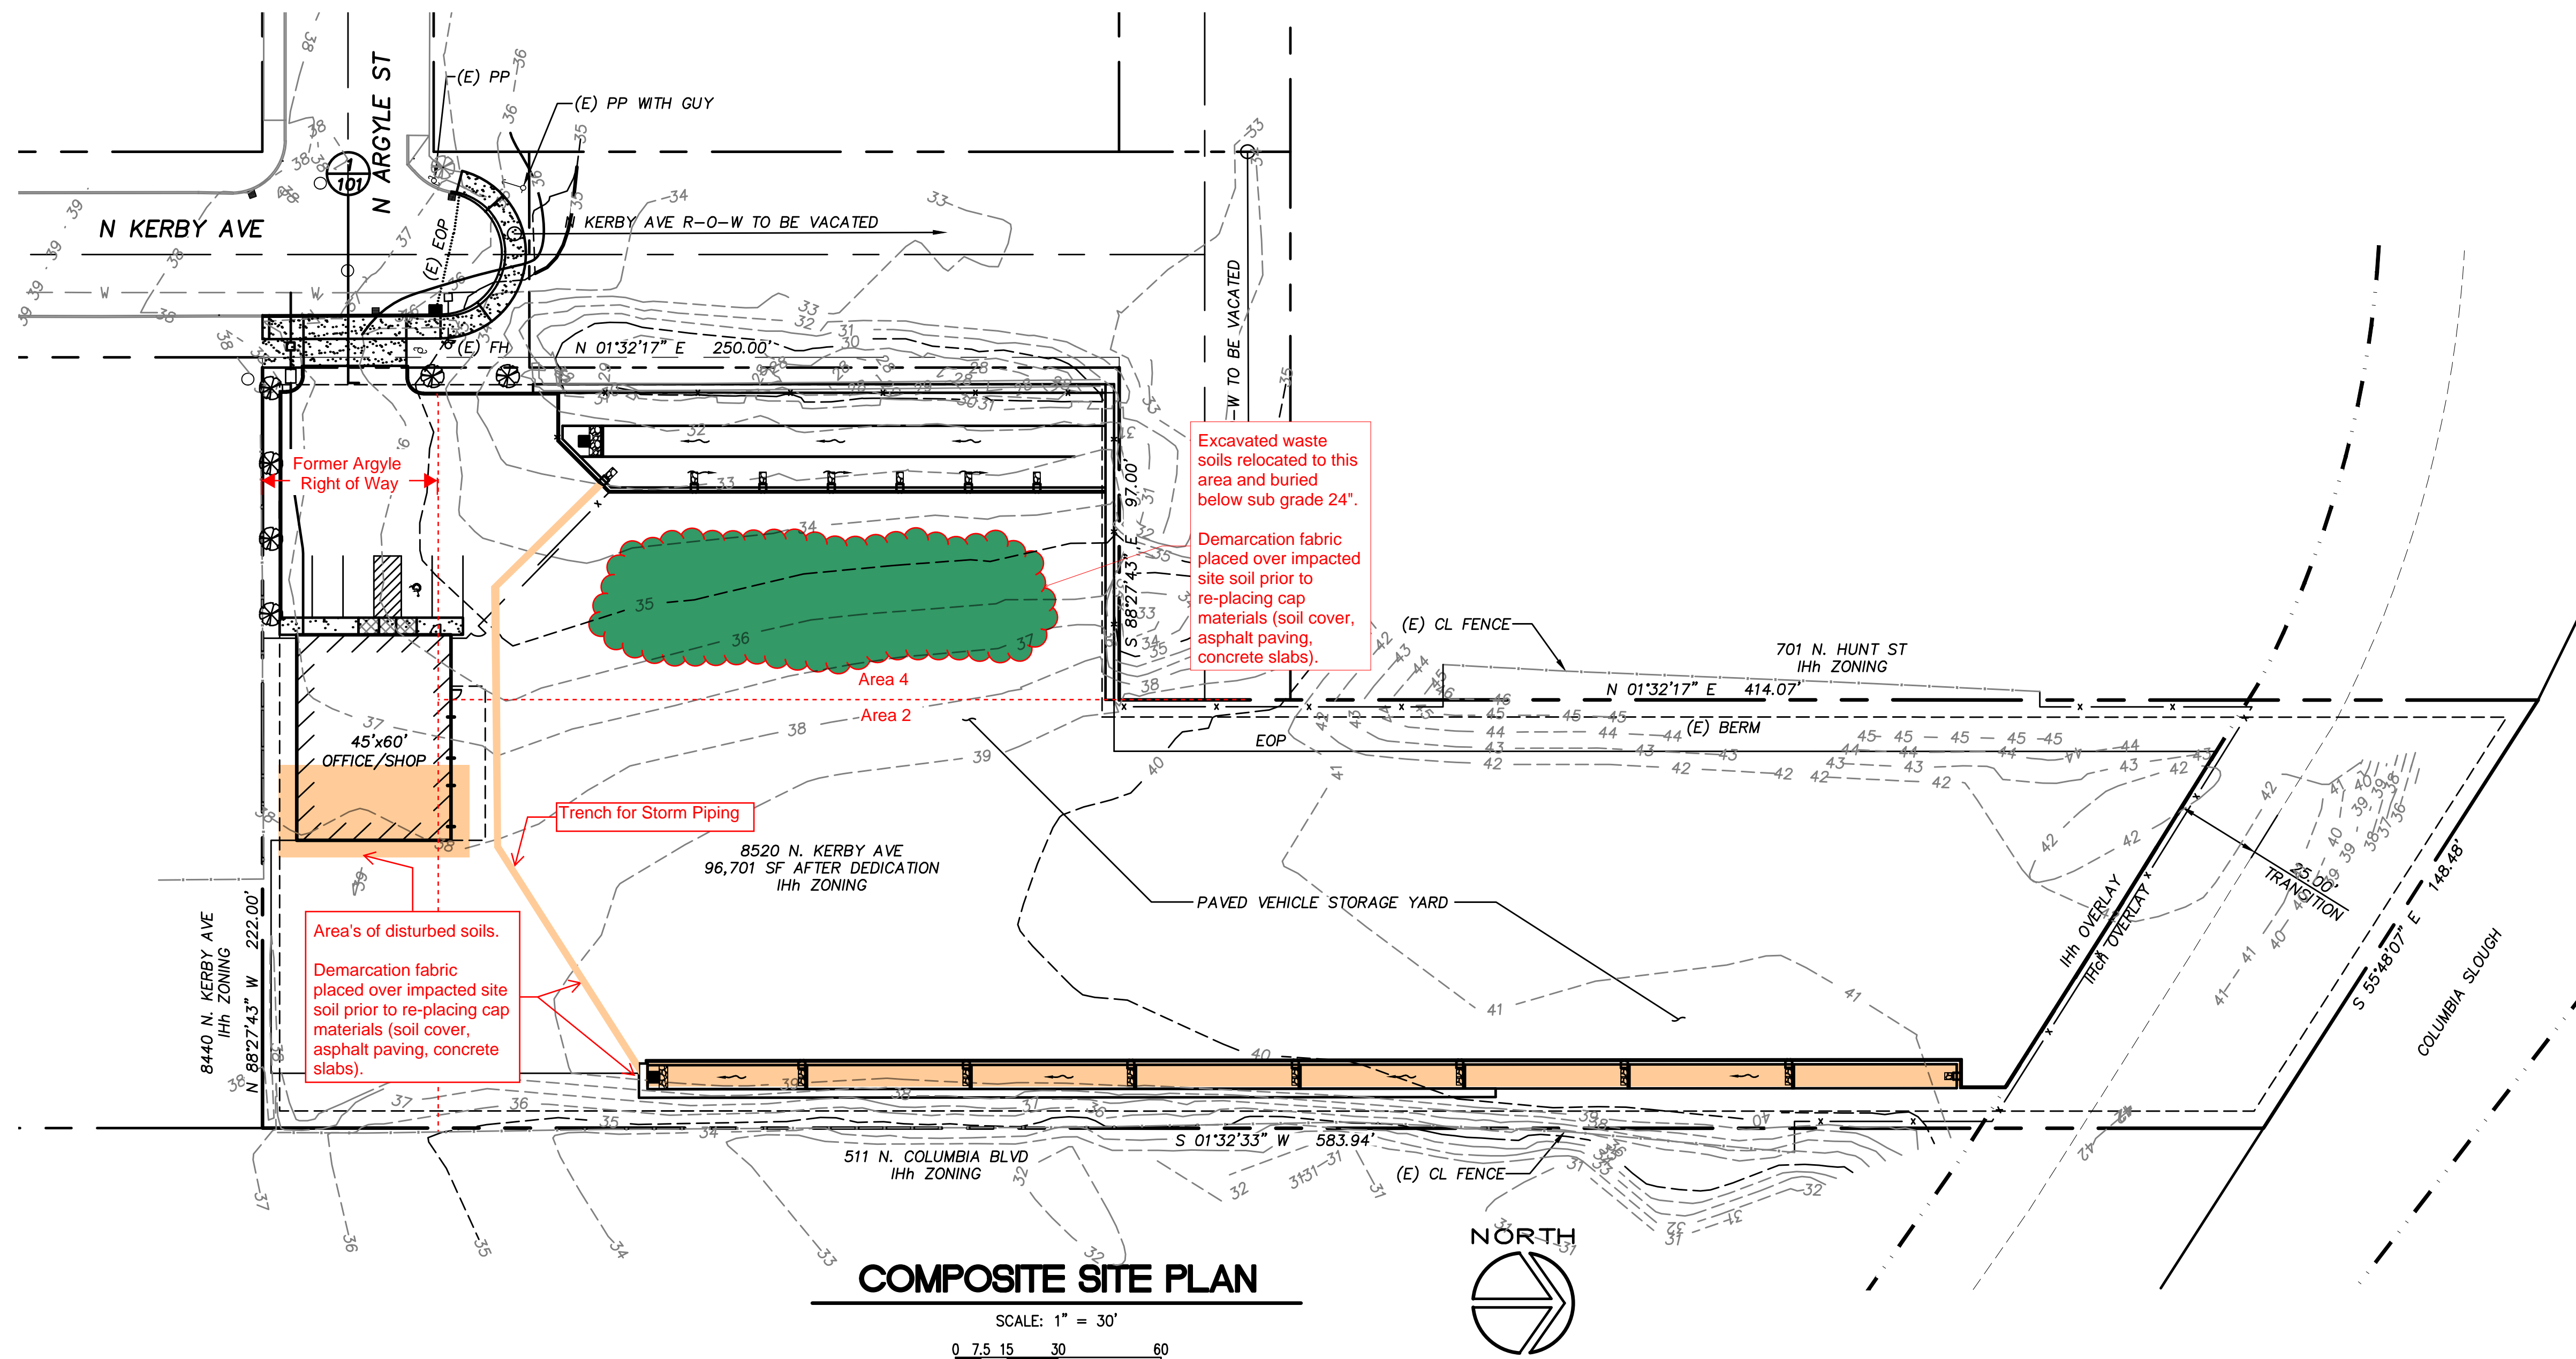 N ARGYLE ST
(E) PP
(E) PP WITH GUY
1
101
N KERBY AVE
(E) EOP
N KERBY AVE R-O-W TO BE VACATED
-W TO BE VACATED
(E) FH
N 01°32'17" E 250.00'
Former Argyle
Right of Way
S 88°27'43" E 97.00'
Excavated waste
soils relocated to this
area and buried
below sub grade 24".
Demarcation fabric
placed over impacted
site soil prior to
re-placing cap
materials (soil cover,
asphalt paving,
concrete slabs).
Area 4
Area 2
(E) CL FENCE
701 N. HUNT ST
IHh ZONING
N 01°32'17" E 414.07'
(E) BERM
EOP
45'x60'
OFFICE/SHOP
Trench for Storm Piping
8520 N. KERBY AVE
96,701 SF AFTER DEDICATION
IHh ZONING
PAVED VEHICLE STORAGE YARD
25.00'
TRANSITION
IHh OVERLAY
IHch OVERLAY
S 55°48'07" E 148.48'
COLUMBIA SLOUGH
8440 N. KERBY AVE
IHh ZONING
N 88°27'43" W 222.00'
Area's of disturbed soils.
Demarcation fabric
placed over impacted site
soil prior to re-placing cap
materials (soil cover,
asphalt paving, concrete
slabs).
S 01°32'33" W 583.94'
511 N. COLUMBIA BLVD
IHh ZONING
(E) CL FENCE
NORTH
COMPOSITE SITE PLAN
SCALE: 1" = 30'
0 7.5 15 30 60